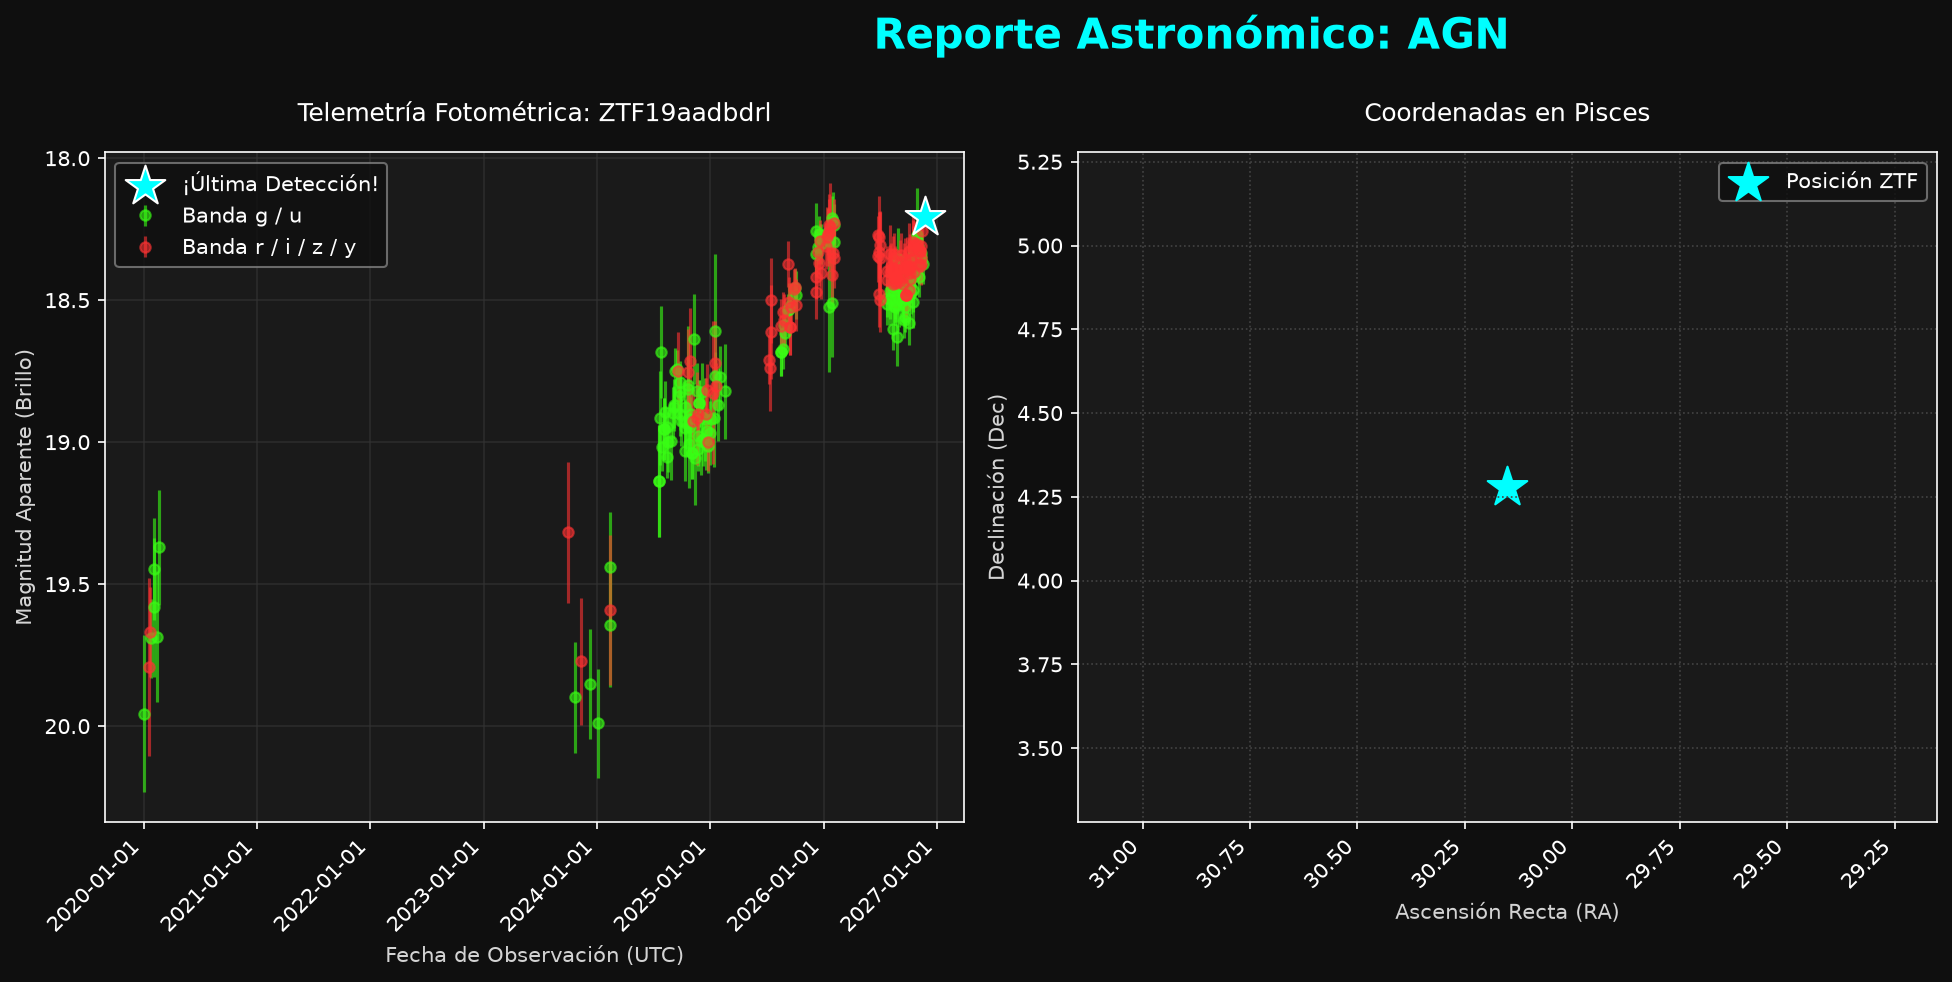 Reporte Astronómico: AGN
Telemetría Fotométrica: ZTF19aadbdrl
¡Última Detección!
Banda g / u
Banda r / i / z / y
Magnitud Aparente (Brillo)
18.0
18.5
19.0
19.5
20.0
2020-01-01
2021-01-01
2022-01-01
2023-01-01
2024-01-01
2025-01-01
2026-01-01
2027-01-01
Fecha de Observación (UTC)
Coordenadas en Pisces
Posición ZTF
Declinación (Dec)
5.25
5.00
4.75
4.50
4.25
4.00
3.75
3.50
31.00
30.75
30.50
30.25
30.00
29.75
29.50
29.25
Ascensión Recta (RA)